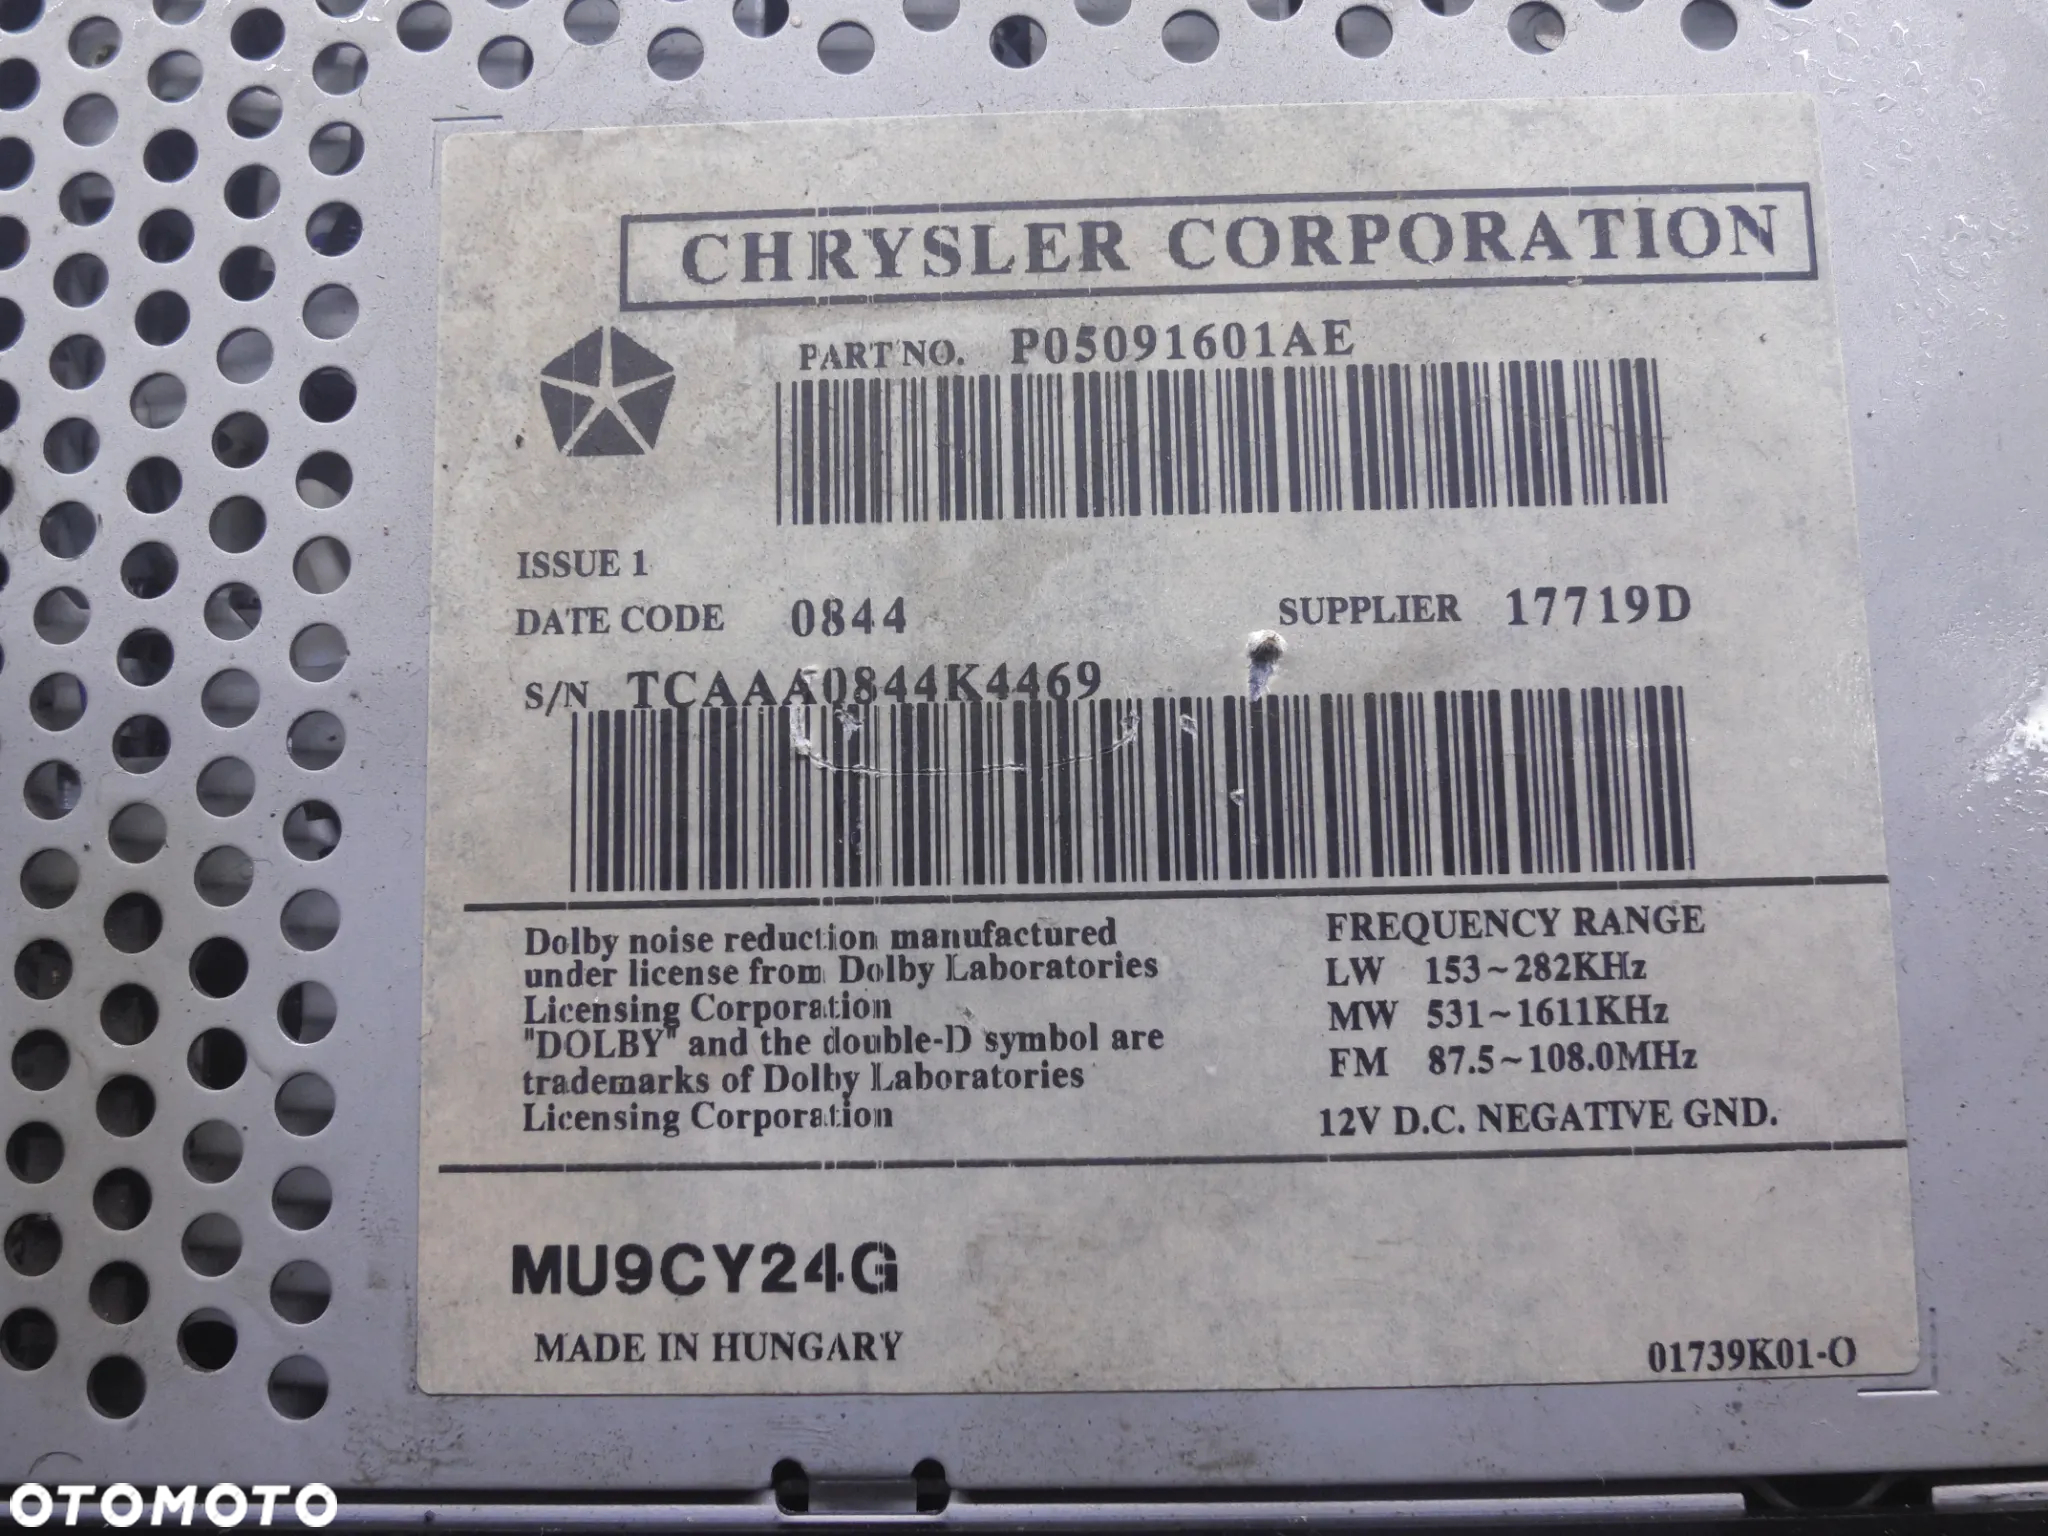 CHRYSLER CORPORATION
PART NO. P05091601AE
ISSUE 1
DATE CODE 0844 SUPPLIER 17719D
S/N TCAAA0844K4469
Dolby noise reduction manufactured
under license from Dolby Laboratories
Licensing Corporation
"DOLBY" and the double-D symbol are
trademarks of Dolby Laboratories
Licensing Corporation
FREQUENCY RANGE
LW 153~282KHz
MW 531~1611KHz
FM 87.5~108.0MHz
12V D.C. NEGATIVE GND.
MU9CY24G
MADE IN HUNGARY
01739K01-O
OTOMOTO